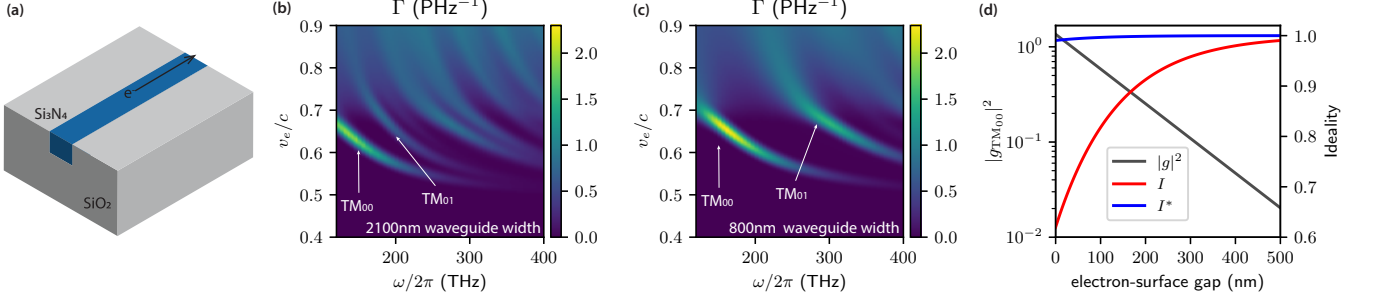 (a)
e
Si₃N₄
SiO₂
(b)
Γ (PHz⁻¹)
0.9
0.8
0.7
0.6
0.5
0.4
v_e/c
TM₀₀
TM₀₁
2100nm waveguide width
200
300
400
ω/2π (THz)
2.0
1.5
1.0
0.5
0.0
(c)
Γ (PHz⁻¹)
0.9
0.8
0.7
0.6
0.5
0.4
v_e/c
TM₀₀
TM₀₁
800nm waveguide width
200
300
400
ω/2π (THz)
2.0
1.5
1.0
0.5
0.0
(d)
10⁰
10⁻¹
10⁻²
|g_TM₀₀|²
|g|²
I
I*
1.0
0.9
0.8
0.7
0.6
Ideality
0
100
200
300
400
500
electron-surface gap (nm)